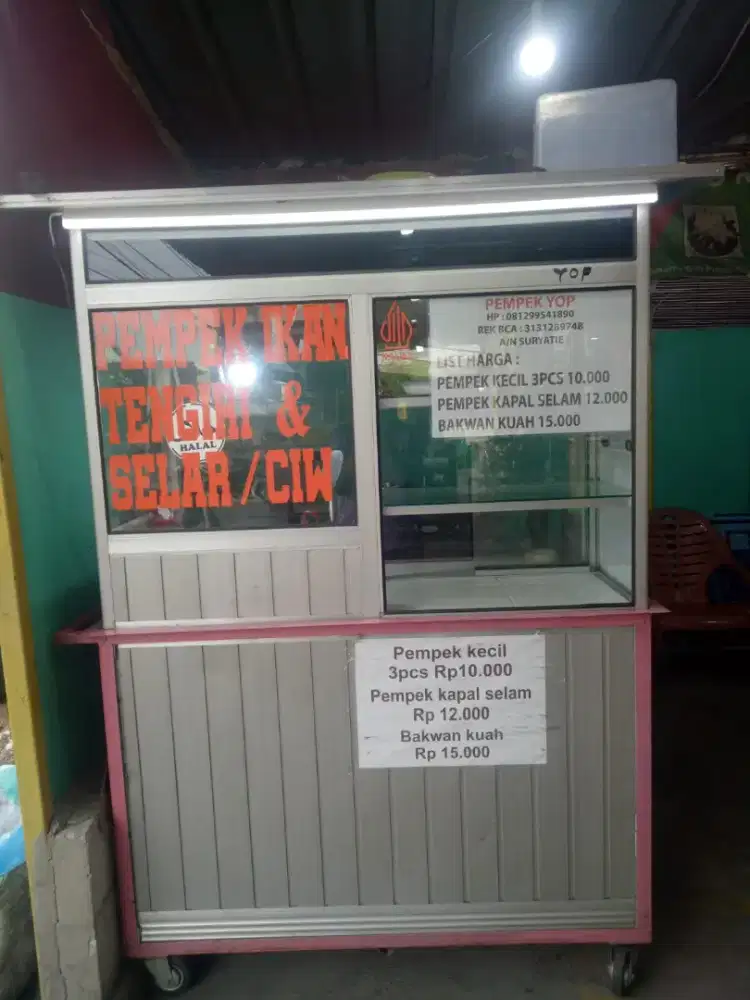 YOP
PEMPEK IKAN
TENGIRI &
HALAL
SELAR / CIW
HALAL
PEMPEK YOP
HP : 081299541890
REK BCA : 3131289748
A/N SURYATIE
LIST HARGA :
PEMPEK KECIL 3PCS 10.000
PEMPEK KAPAL SELAM 12.000
BAKWAN KUAH 15.000
Pempek kecil
3pcs Rp10.000
Pempek kapal selam
Rp 12.000
Bakwan kuah
Rp 15.000